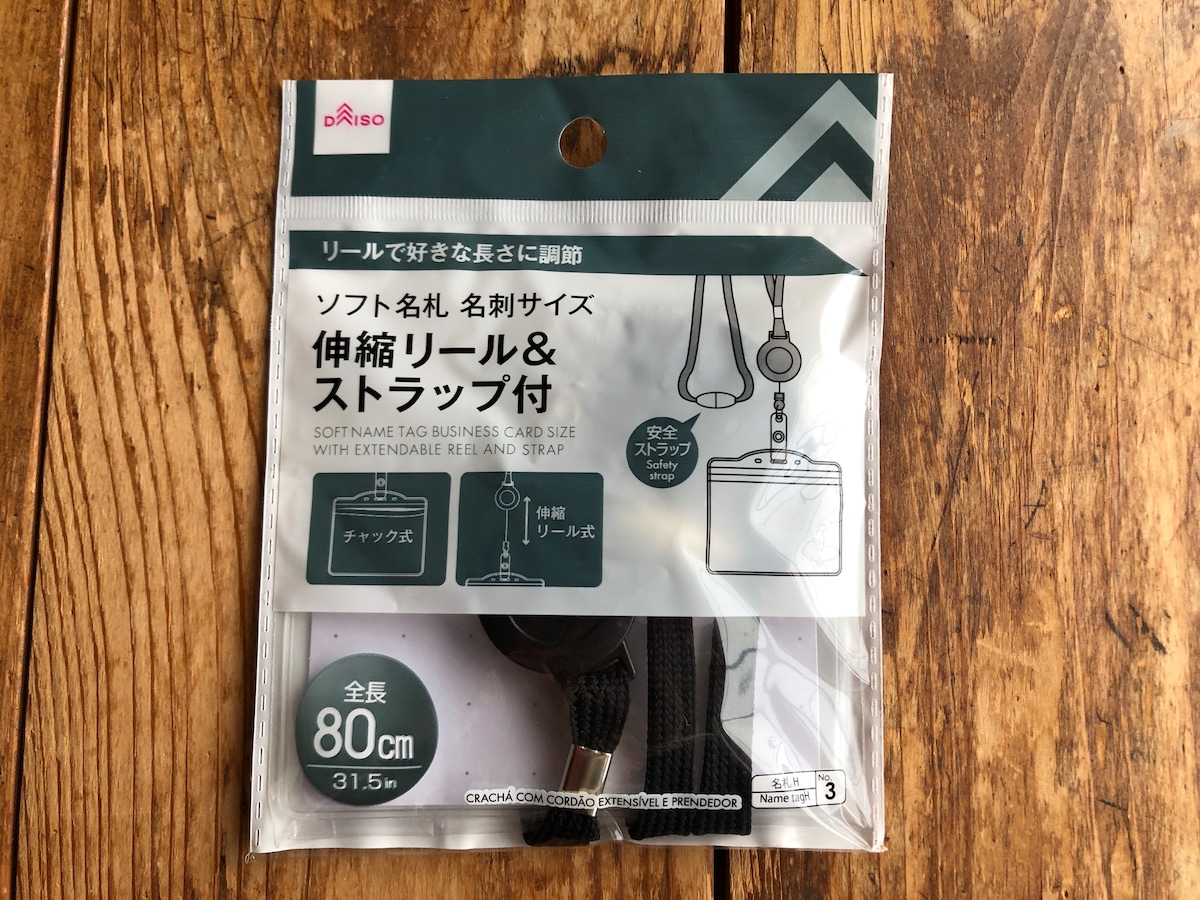 DAISO
リールで好きな長さに調節
ソフト名札 名刺サイズ
伸縮リール&
ストラップ付
SOFT NAME TAG BUSINESS CARD SIZE
WITH EXTENDABLE REEL AND STRAP
安全
ストラップ
Safety
strap
チャック式
伸縮
リール式
全長
80cm
31.5in
CRACHÁ COM CORDÃO EXTENSÍVEL E PRENDEDOR
名札H
Name tagH
No.
3